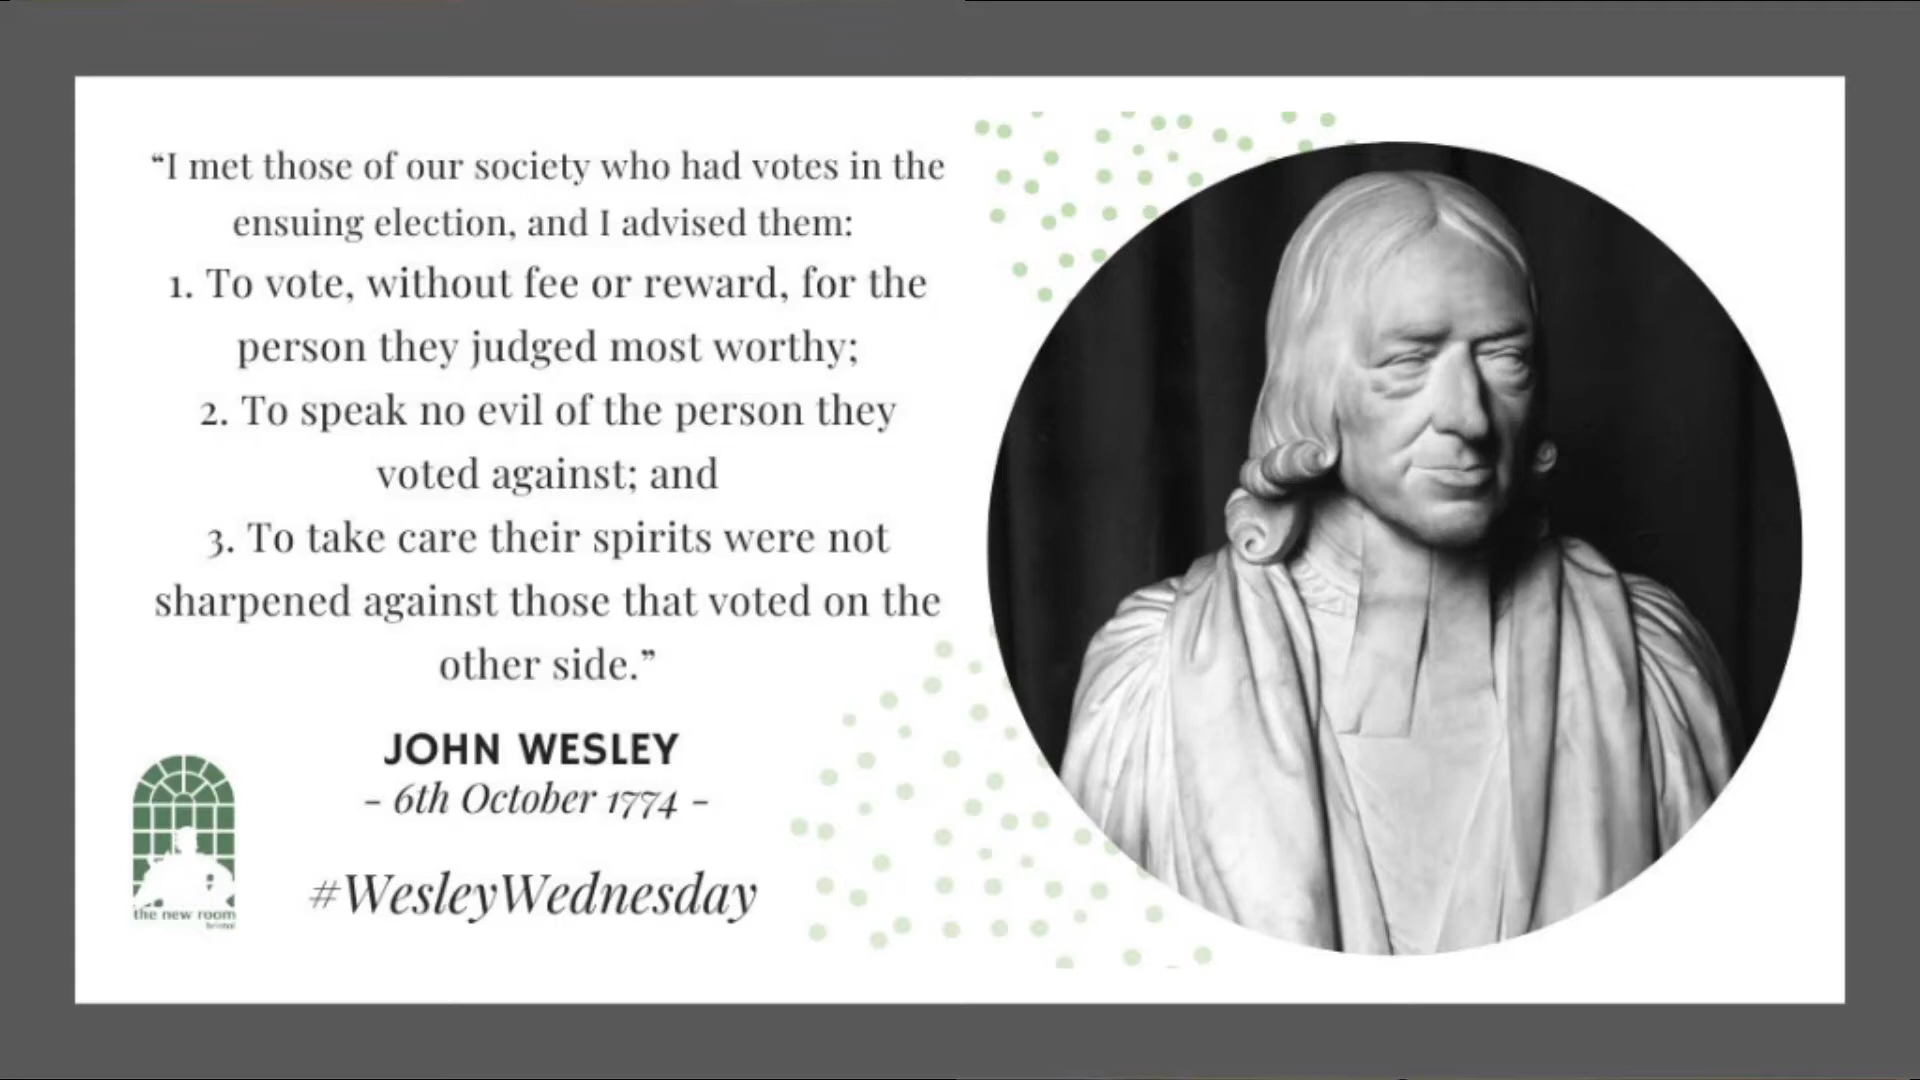 “I met those of our society who had votes in the
ensuing election, and I advised them:
1. To vote, without fee or reward, for the
person they judged most worthy;
2. To speak no evil of the person they
voted against; and
3. To take care their spirits were not
sharpened against those that voted on the
other side.”
JOHN WESLEY
- 6th October 1774 -
#WesleyWednesday
the new room
bristol